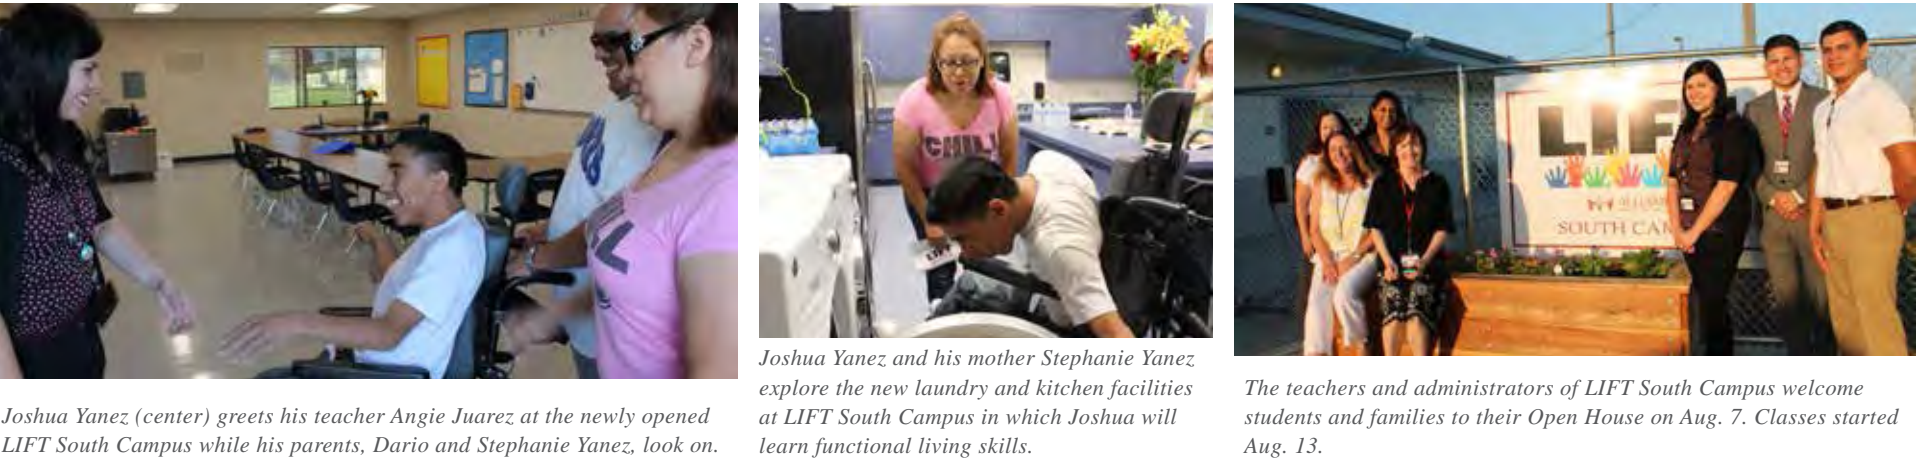 CHILL
LIFT
LIF
SOUTH CAM
Joshua Yanez (center) greets his teacher Angie Juarez at the newly opened
LIFT South Campus while his parents, Dario and Stephanie Yanez, look on.
Joshua Yanez and his mother Stephanie Yanez
explore the new laundry and kitchen facilities
at LIFT South Campus in which Joshua will
learn functional living skills.
The teachers and administrators of LIFT South Campus welcome
students and families to their Open House on Aug. 7. Classes started
Aug. 13.